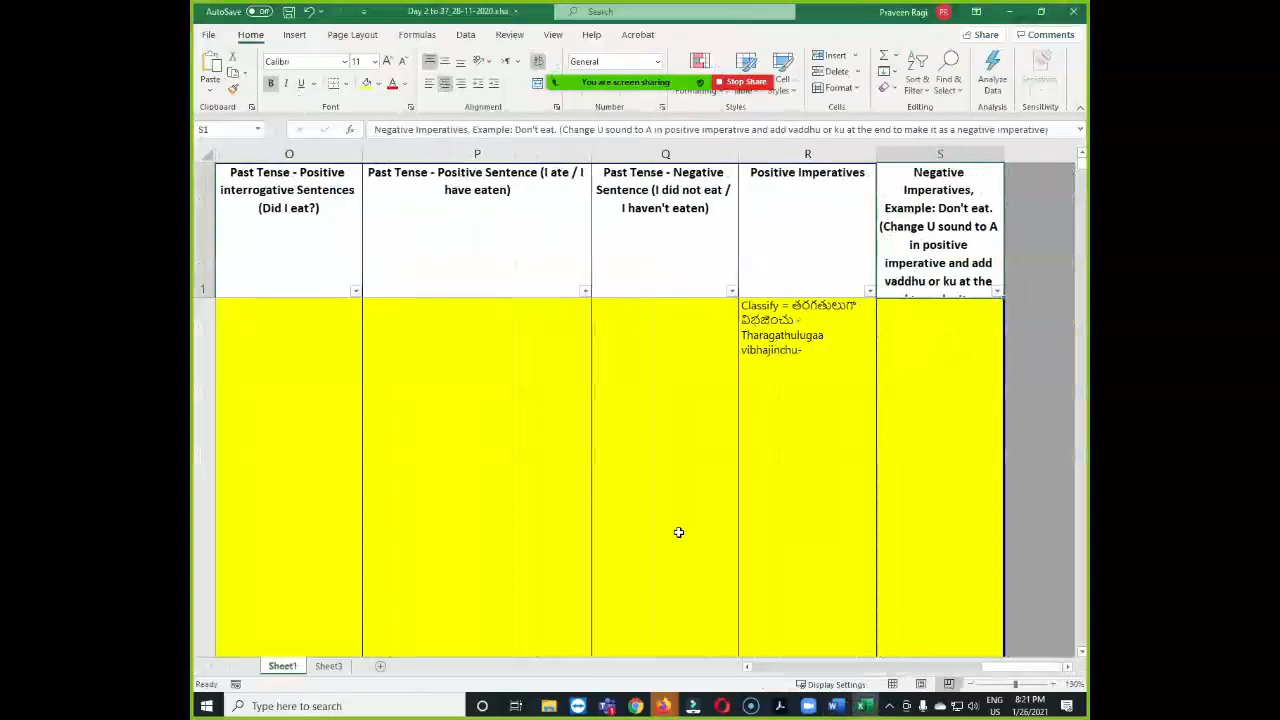 AutoSave Off
Day 2 to 37_28-11-2020.xlsx
Search
Praveen Ragi
PR
File Home Insert Page Layout Formulas Data Review View Help Acrobat
Share Comments
Paste
Calibri 11
General
You are screen sharing
Stop Share
Insert
Delete
Format
Sort & Filter
Find & Select
Analyze Data
Sensitivity
Clipboard Font Alignment Number Styles Cells Editing Analysis Sensitivity
S1
Negative Imperatives, Example: Don't eat. (Change U sound to A in positive imperative and add vaddhu or ku at the end to make it as a negative imperative)
O P Q R S
1
Past Tense - Positive
interrogative Sentences
(Did I eat?)
Past Tense - Positive Sentence (I ate / I
have eaten)
Past Tense - Negative
Sentence (I did not eat /
I haven't eaten)
Positive Imperatives
Negative
Imperatives,
Example: Don't eat.
(Change U sound to A
in positive
imperative and add
vaddhu or ku at the
Classify = తరగతులుగా
విభజించు -
Tharagathulugaa
vibhajinchu-
Sheet1 Sheet3
Ready
Display Settings
130%
Type here to search
ENG
US
8:21 PM
1/26/2021